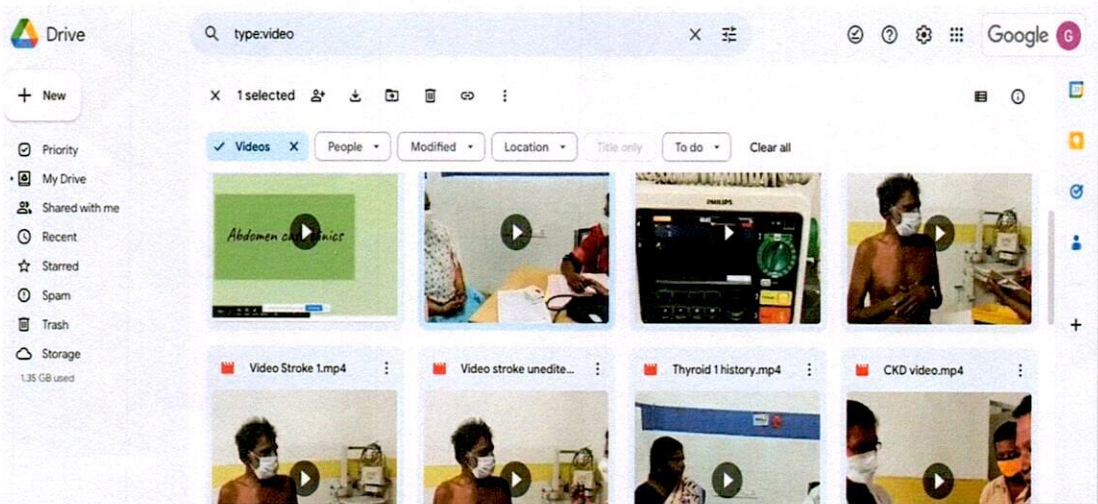 Drive
type:video
Google G
New
1 selected
Videos
People
Modified
Location
Title only
To do
Clear all
Priority
My Drive
Shared with me
Recent
Starred
Spam
Trash
Storage
1.35 GB used
Abdomen case clinics
PHILIPS
Video Stroke 1.mp4
Video stroke unedite...
Thyroid 1 history.mp4
CKD video.mp4